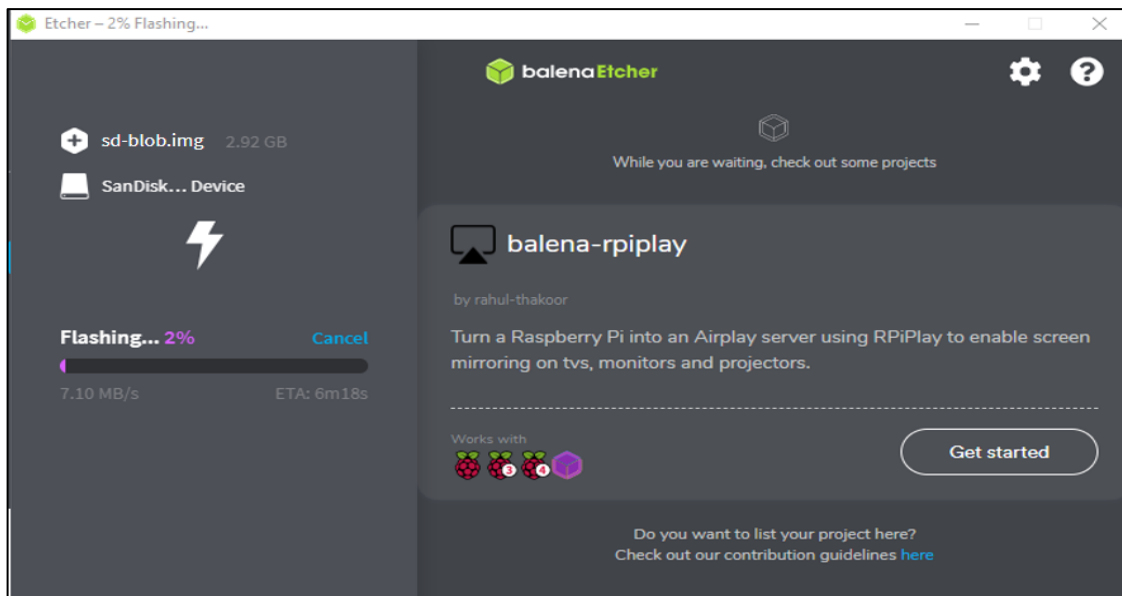 Etcher – 2% Flashing...
balenaEtcher
sd-blob.img 2.92 GB
SanDisk... Device
Flashing... 2% Cancel
7.10 MB/s ETA: 6m18s
While you are waiting, check out some projects
balena-rpiplay
by rahul-thakoor
Turn a Raspberry Pi into an Airplay server using RPiPlay to enable screen
mirroring on tvs, monitors and projectors.
Works with
3 4
Get started
Do you want to list your project here?
Check out our contribution guidelines here